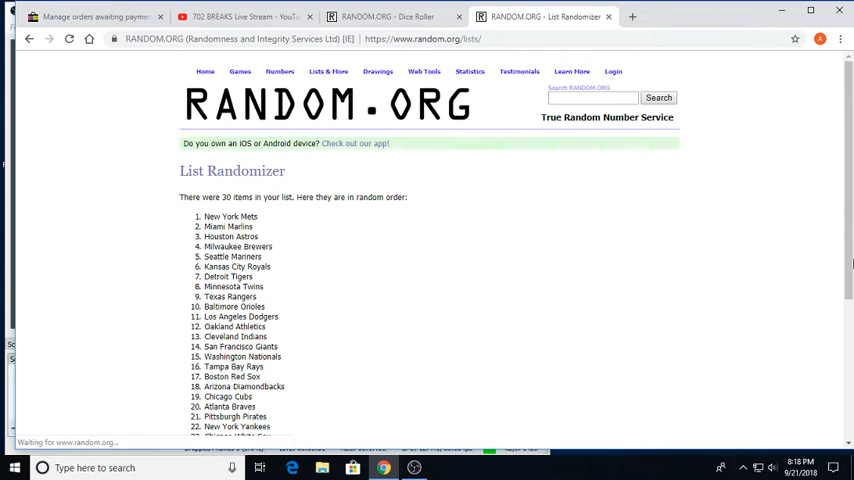 Manage orders awaiting payment
702 BREAKS Live Stream - YouTu
RANDOM.ORG - Dice Roller
RANDOM.ORG - List Randomizer
RANDOM.ORG (Randomness and Integrity Services Ltd) [IE]
https://www.random.org/lists/
A
Home Games Numbers Lists & More Drawings Web Tools Statistics Testimonials Learn More Login
RANDOM.ORG
Search RANDOM.ORG
Search
True Random Number Service
Do you own an iOS or Android device? Check out our app!
List Randomizer
There were 30 items in your list. Here they are in random order:
1. New York Mets
2. Miami Marlins
3. Houston Astros
4. Milwaukee Brewers
5. Seattle Mariners
6. Kansas City Royals
7. Detroit Tigers
8. Minnesota Twins
9. Texas Rangers
10. Baltimore Orioles
11. Los Angeles Dodgers
12. Oakland Athletics
13. Cleveland Indians
14. San Francisco Giants
15. Washington Nationals
16. Tampa Bay Rays
17. Boston Red Sox
18. Arizona Diamondbacks
19. Chicago Cubs
20. Atlanta Braves
21. Pittsburgh Pirates
22. New York Yankees
Waiting for www.random.org...
Type here to search
8:18 PM
9/21/2018